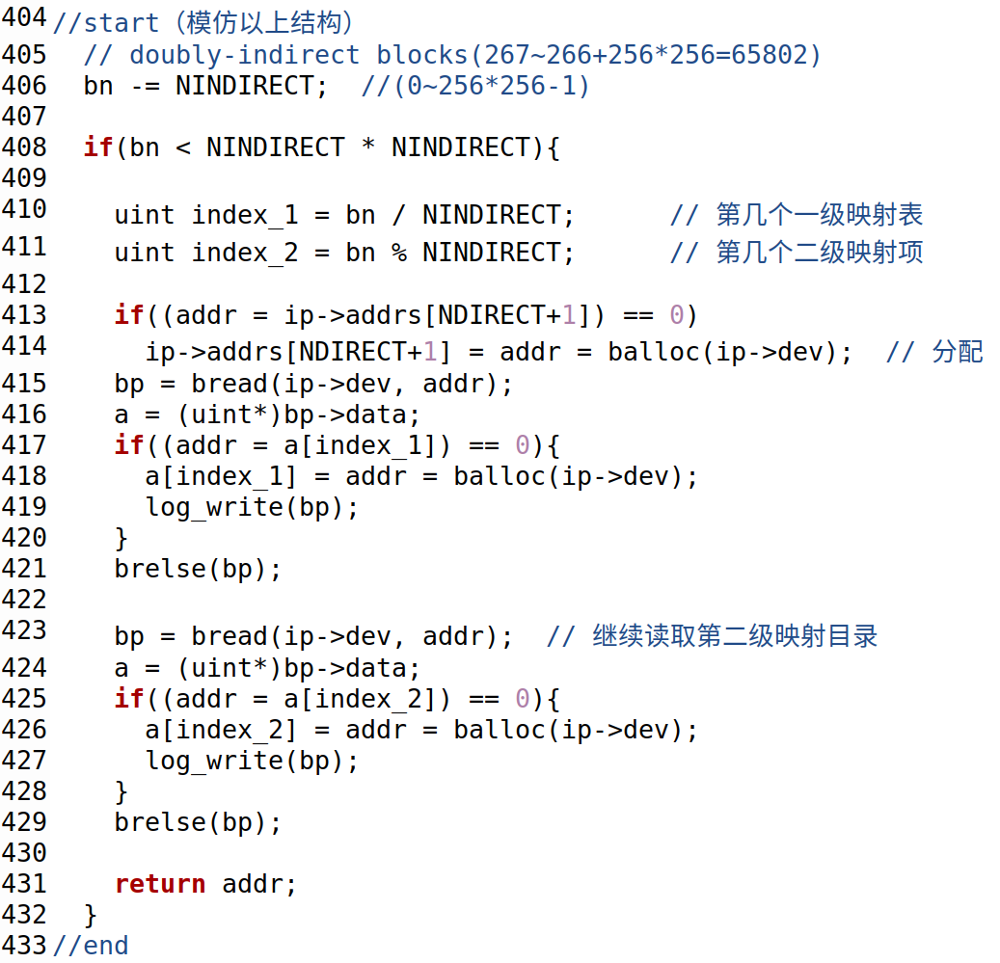 404 //start（模仿以上结构）
405   // doubly-indirect blocks(267~266+256*256=65802)
406   bn -= NINDIRECT;  //(0~256*256-1)
407
408   if(bn < NINDIRECT * NINDIRECT){
409
410     uint index_1 = bn / NINDIRECT;      // 第几个一级映射表
411     uint index_2 = bn % NINDIRECT;      // 第几个二级映射项
412
413     if((addr = ip->addrs[NDIRECT+1]) == 0)
414       ip->addrs[NDIRECT+1] = addr = balloc(ip->dev);  // 分配
415     bp = bread(ip->dev, addr);
416     a = (uint*)bp->data;
417     if((addr = a[index_1]) == 0){
418       a[index_1] = addr = balloc(ip->dev);
419       log_write(bp);
420     }
421     brelse(bp);
422
423     bp = bread(ip->dev, addr);  // 继续读取第二级映射目录
424     a = (uint*)bp->data;
425     if((addr = a[index_2]) == 0){
426       a[index_2] = addr = balloc(ip->dev);
427       log_write(bp);
428     }
429     brelse(bp);
430
431     return addr;
432   }
433 //end